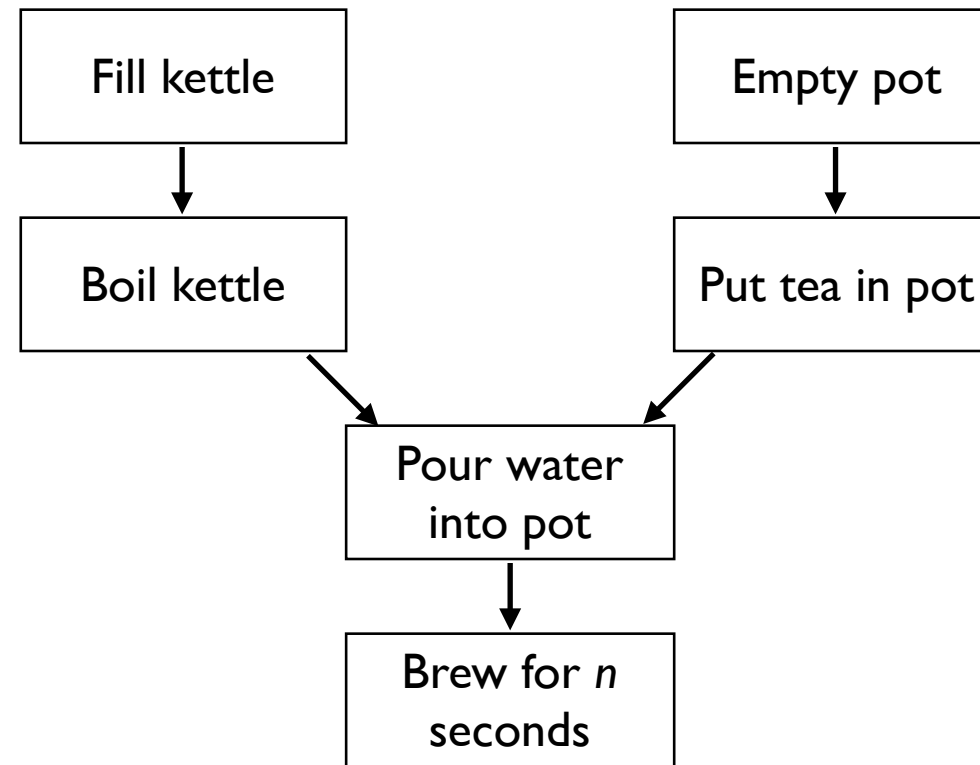 Fill kettle
Empty pot
Boil kettle
Put tea in pot
Pour water
into pot
Brew for n
seconds